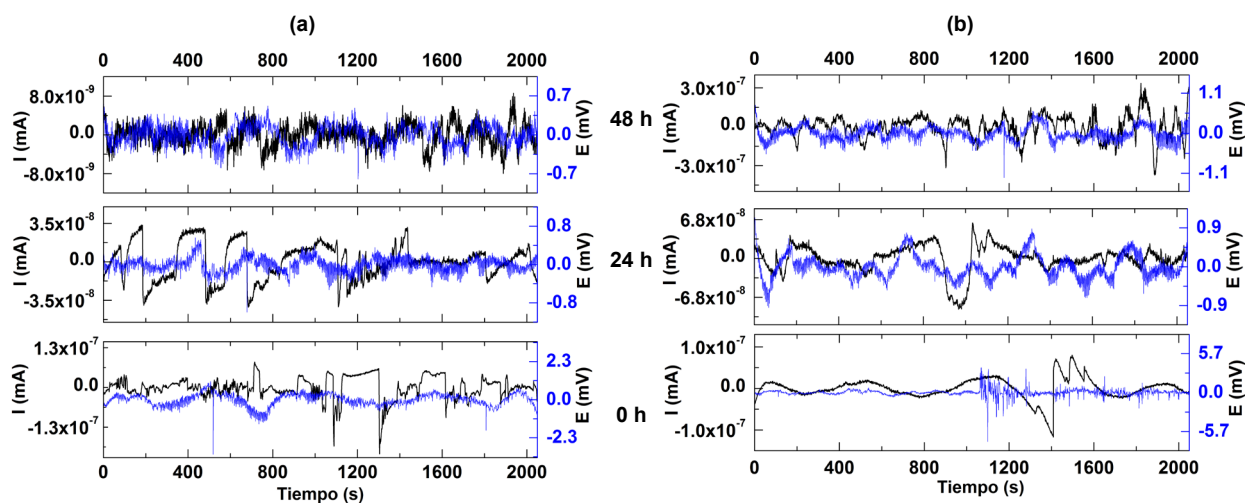 (a)
(b)
0 400 800 1200 1600 2000
0 400 800 1200 1600 2000
I (mA)
8.0x10⁻⁹
0.0
-8.0x10⁻⁹
0.7
0.0
-0.7
E (mV)
48 h
I (mA)
3.0x10⁻⁷
0.0
-3.0x10⁻⁷
1.1
0.0
-1.1
E (mV)
I (mA)
3.5x10⁻⁸
0.0
-3.5x10⁻⁸
0.8
0.0
-0.8
E (mV)
24 h
I (mA)
6.8x10⁻⁸
0.0
-6.8x10⁻⁸
0.9
0.0
-0.9
E (mV)
I (mA)
1.3x10⁻⁷
0.0
-1.3x10⁻⁷
2.3
0.0
-2.3
E (mV)
0 h
I (mA)
1.0x10⁻⁷
0.0
-1.0x10⁻⁷
5.7
0.0
-5.7
E (mV)
0 400 800 1200 1600 2000
Tiempo (s)
0 400 800 1200 1600 2000
Tiempo (s)